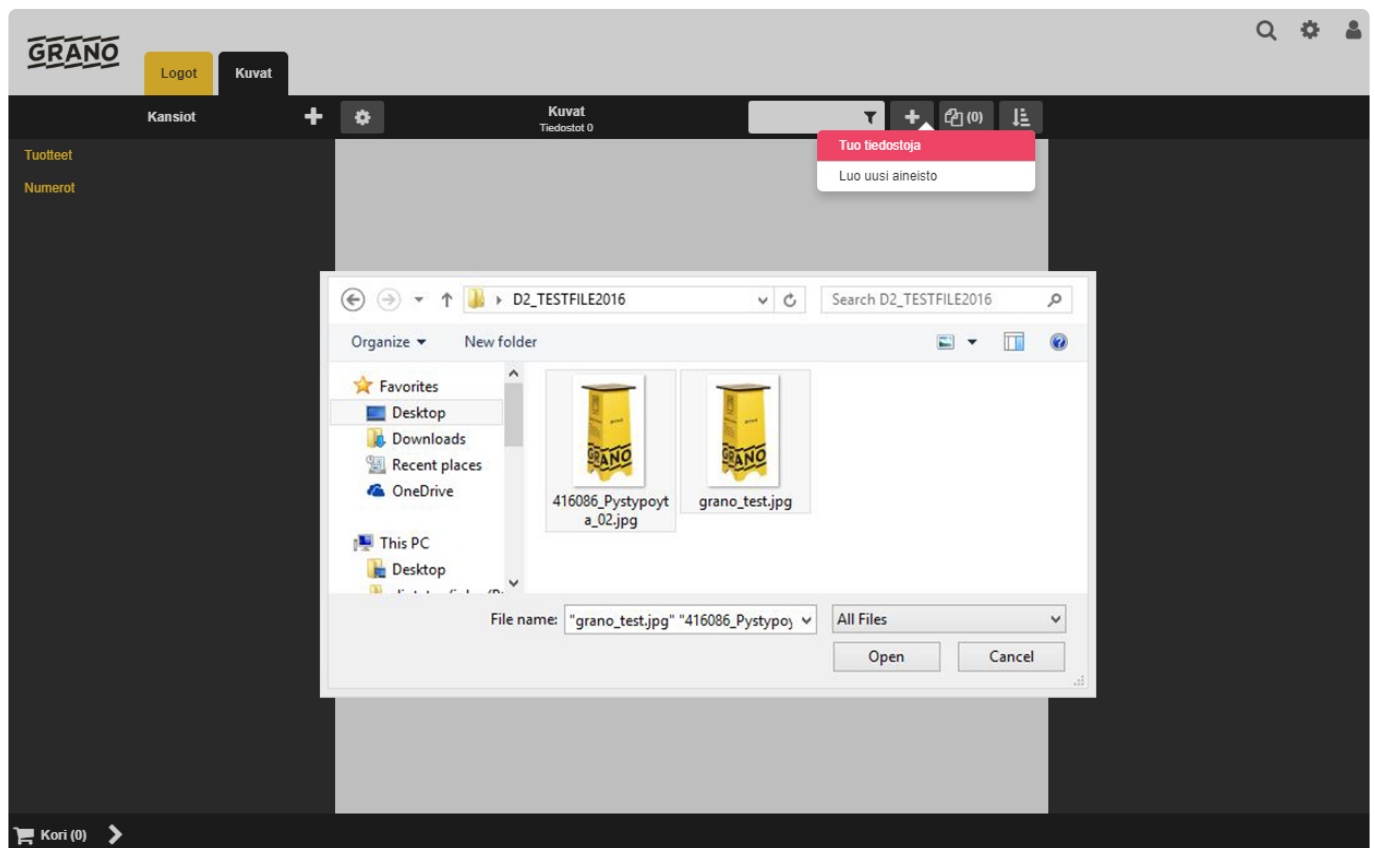 GRANO
Logot
Kuvat
Kansiot
Kuvat
Tiedostot 0
(0)
Tuo tiedostoja
Luo uusi aineisto
Tuotteet
Numerot
D2_TESTFILE2016
Search D2_TESTFILE2016
Organize
New folder
Favorites
Desktop
Downloads
Recent places
OneDrive
This PC
Desktop
GRANO
GRANO
416086_Pystypoyt
a_02.jpg
grano_test.jpg
File name:
"grano_test.jpg" "416086_Pystypoy
All Files
Open
Cancel
Kori (0)